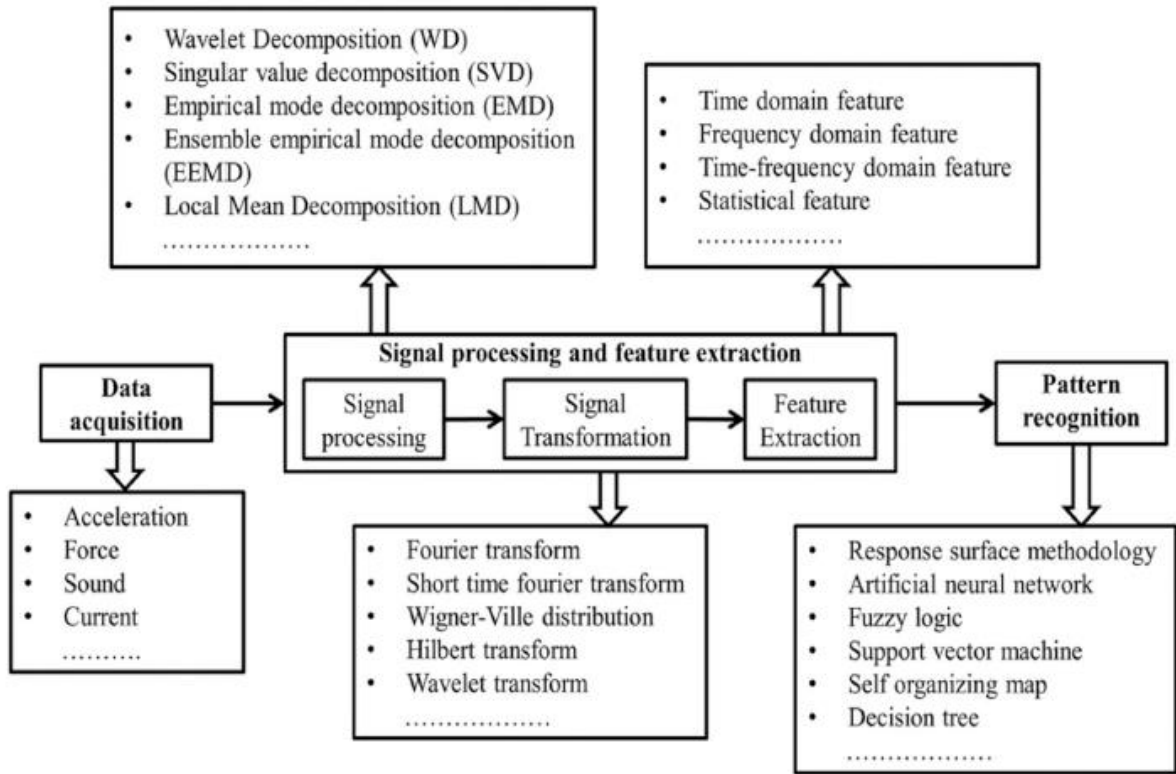 • Wavelet Decomposition (WD)
• Singular value decomposition (SVD)
• Empirical mode decomposition (EMD)
• Ensemble empirical mode decomposition
(EEMD)
• Local Mean Decomposition (LMD)
..................
• Time domain feature
• Frequency domain feature
• Time-frequency domain feature
• Statistical feature
..................
Signal processing and feature extraction
Data
acquisition
Signal
processing
Signal
Transformation
Feature
Extraction
Pattern
recognition
• Acceleration
• Force
• Sound
• Current
..........
• Fourier transform
• Short time fourier transform
• Wigner-Ville distribution
• Hilbert transform
• Wavelet transform
..................
• Response surface methodology
• Artificial neural network
• Fuzzy logic
• Support vector machine
• Self organizing map
• Decision tree
..................